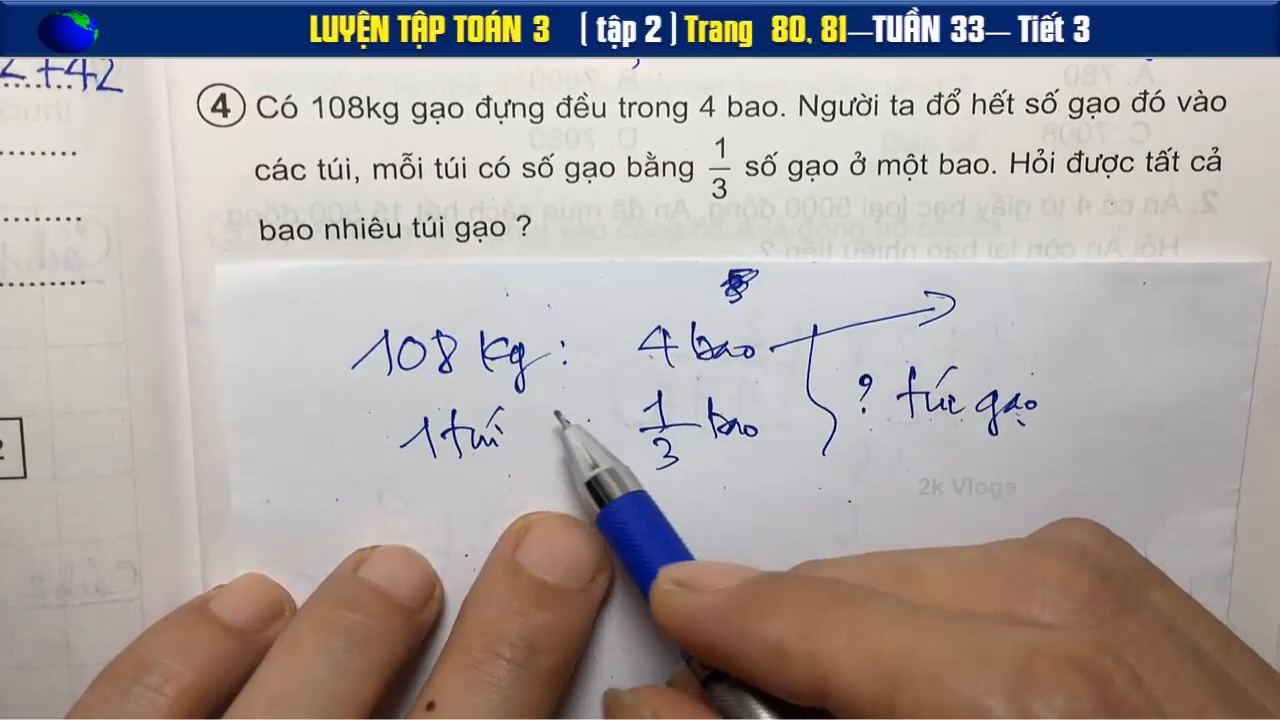 LUYỆN TẬP TOÁN 3 ( tập 2 ) Trang 80, 81–TUẦN 33– Tiết 3
+42
4 Có 108kg gạo đựng đều trong 4 bao. Người ta đổ hết số gạo đó vào
các túi, mỗi túi có số gạo bằng 1/3 số gạo ở một bao. Hỏi được tất cả
bao nhiêu túi gạo ?
108 kg : 4 bao
? túi gạo
1 túi 1/3 bao
2k Vlogs